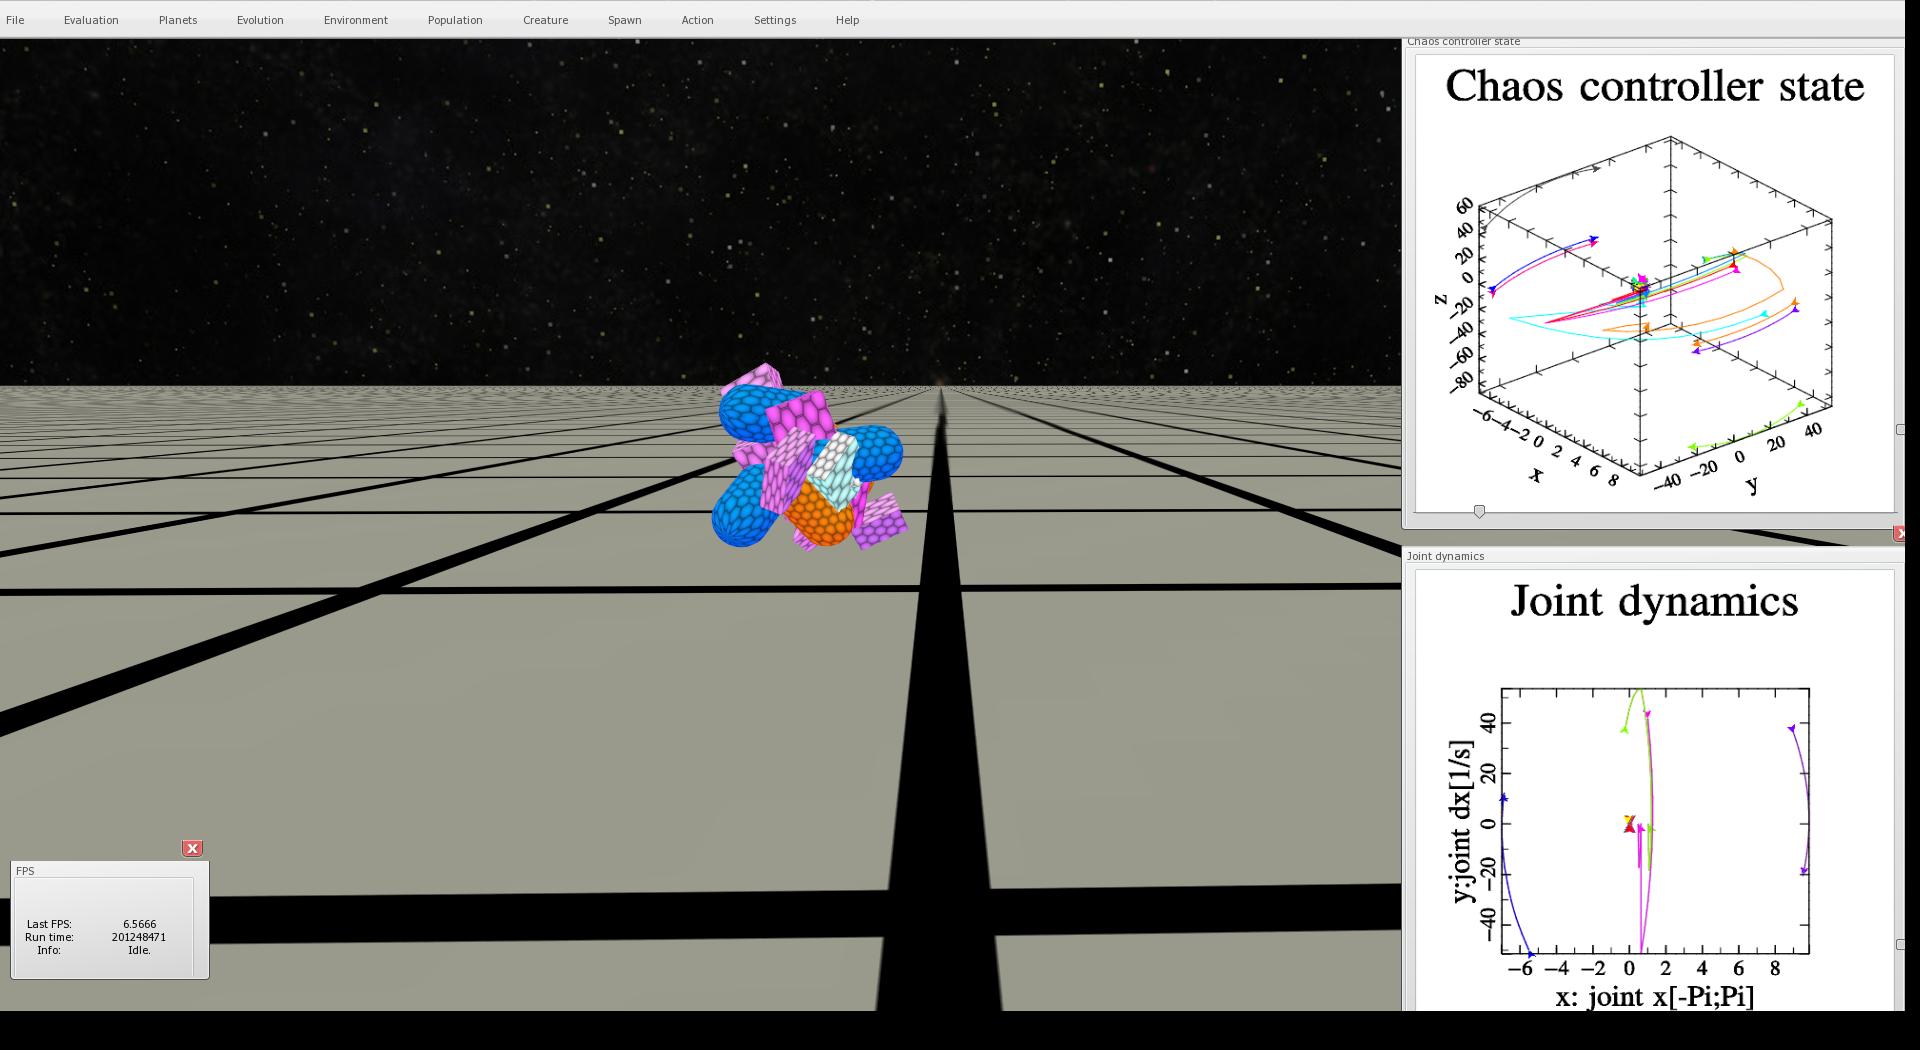 File Evaluation Planets Evolution Environment Population Creature Spawn Action Settings Help
Chaos controller state
Chaos controller state
60
40
20
0
−20
−40
−60
−80
z
−6 −4 −2 0 2 4 6 8
x
−40 −20 0 20 40
y
Joint dynamics
Joint dynamics
y:joint dx[1/s]
40
20
0
−20
−40
−6 −4 −2 0 2 4 6 8
x: joint x[-Pi;Pi]
FPS
Last FPS: 6.5666
Run time: 201248471
Info: Idle.